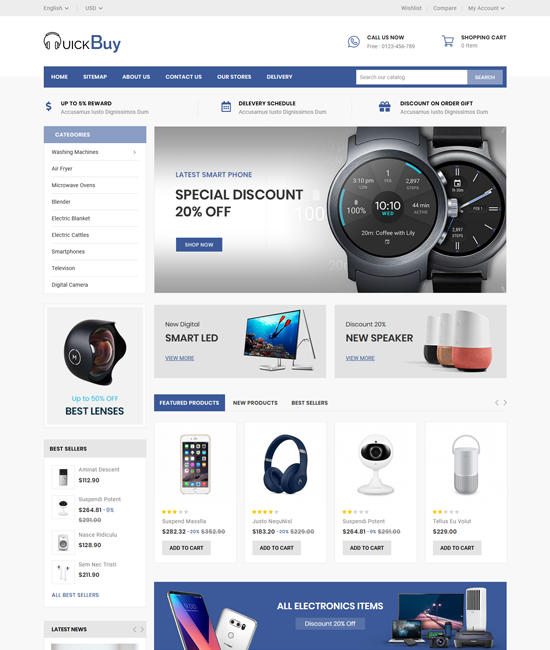 English
USD
Wishlist
Compare
My Account
QUICKBuy
CALL US NOW
Free : 0123-456-789
SHOPPING CART
0 Item
HOME
SITEMAP
ABOUT US
CONTACT US
OUR STORES
DELIVERY
Search our catalog
SEARCH
UP TO 5% REWARD
Accusamus Iusto Dignissimos Dum
DELEVERY SCHEDULE
Accusamus Iusto Dignissimos Dum
DISCOUNT ON ORDER GIFT
Accusamus Iusto Dignissimos Dum
CATEGORIES
Washing Machines
Air Fryer
Microwave Ovens
Blender
Electric Blanket
Electric Cattles
Smartphones
Televison
Digital Camera
LATEST SMART PHONE
SPECIAL DISCOUNT
20% OFF
SHOP NOW
3:10 pm
LON
1
FEB
2,897
STEPS
100%
10:10
WED
44 min
ACTIVE
20m: Coffee with Lily
100
FEB 1
2,897
STEPS
M
Up to 50% OFF
BEST LENSES
New Digital
SMART LED
VIEW MORE
Discount 20%
NEW SPEAKER
VIEW MORE
FEATURED PRODUCTS
NEW PRODUCTS
BEST SELLERS
Suspend Massilla
$282.32 -20% $352.90
ADD TO CART
Justo NequNisl
$183.20 -20% $229.00
ADD TO CART
Suspendi Potent
$264.81 -9% $291.00
ADD TO CART
Tellus Eu Volut
$229.00
ADD TO CART
BEST SELLERS
Aminat Descent
$112.90
Suspendi Potent
$264.81 -9%
$291.00
Nasce Ridiculu
$128.90
Sem Nec Tristi
$211.90
ALL BEST SELLERS
LATEST NEWS
ALL ELECTRONICS ITEMS
Discount 20% Off